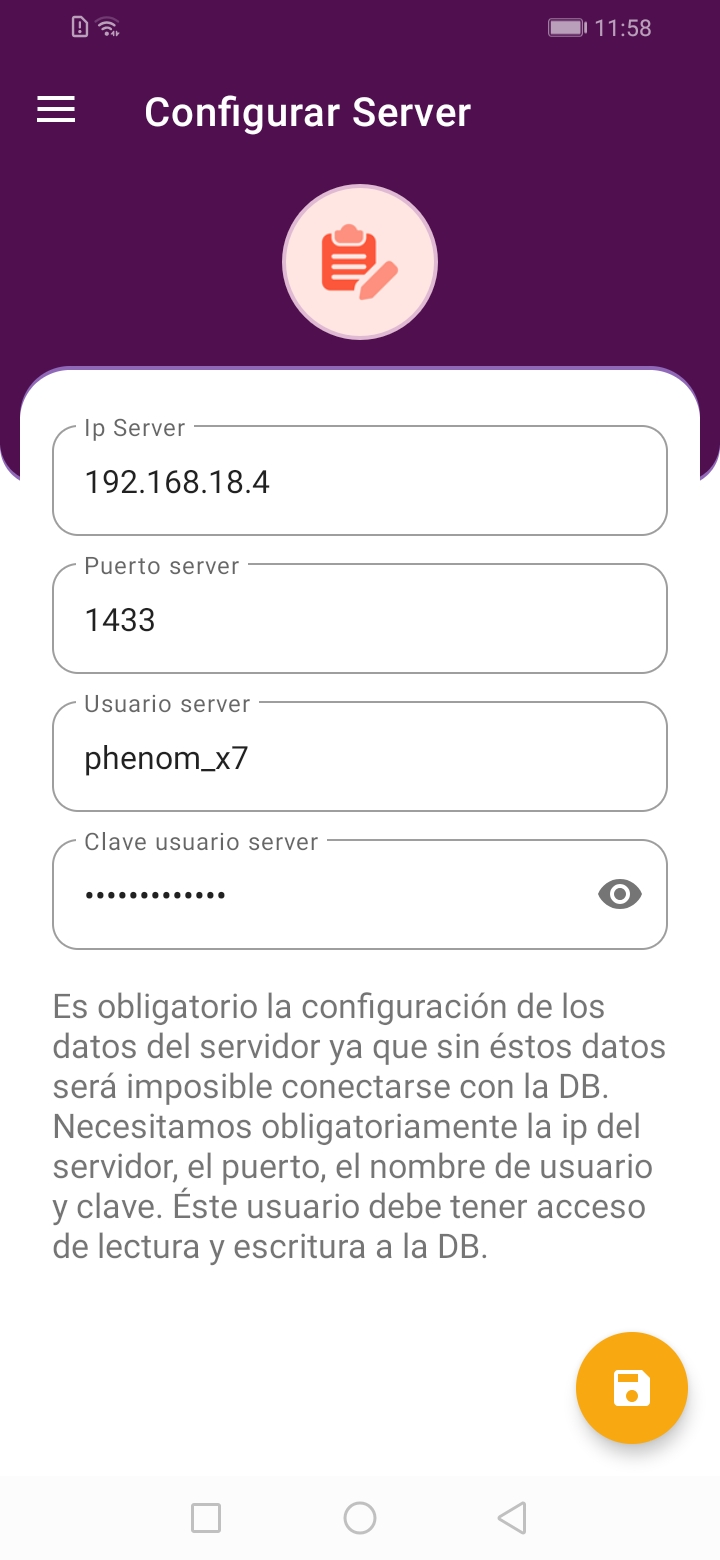 11:58
Configurar Server
Ip Server
192.168.18.4
Puerto server
1433
Usuario server
phenom_x7
Clave usuario server
•••••••••••••
Es obligatorio la configuración de los
datos del servidor ya que sin éstos datos
será imposible conectarse con la DB.
Necesitamos obligatoriamente la ip del
servidor, el puerto, el nombre de usuario
y clave. Éste usuario debe tener acceso
de lectura y escritura a la DB.